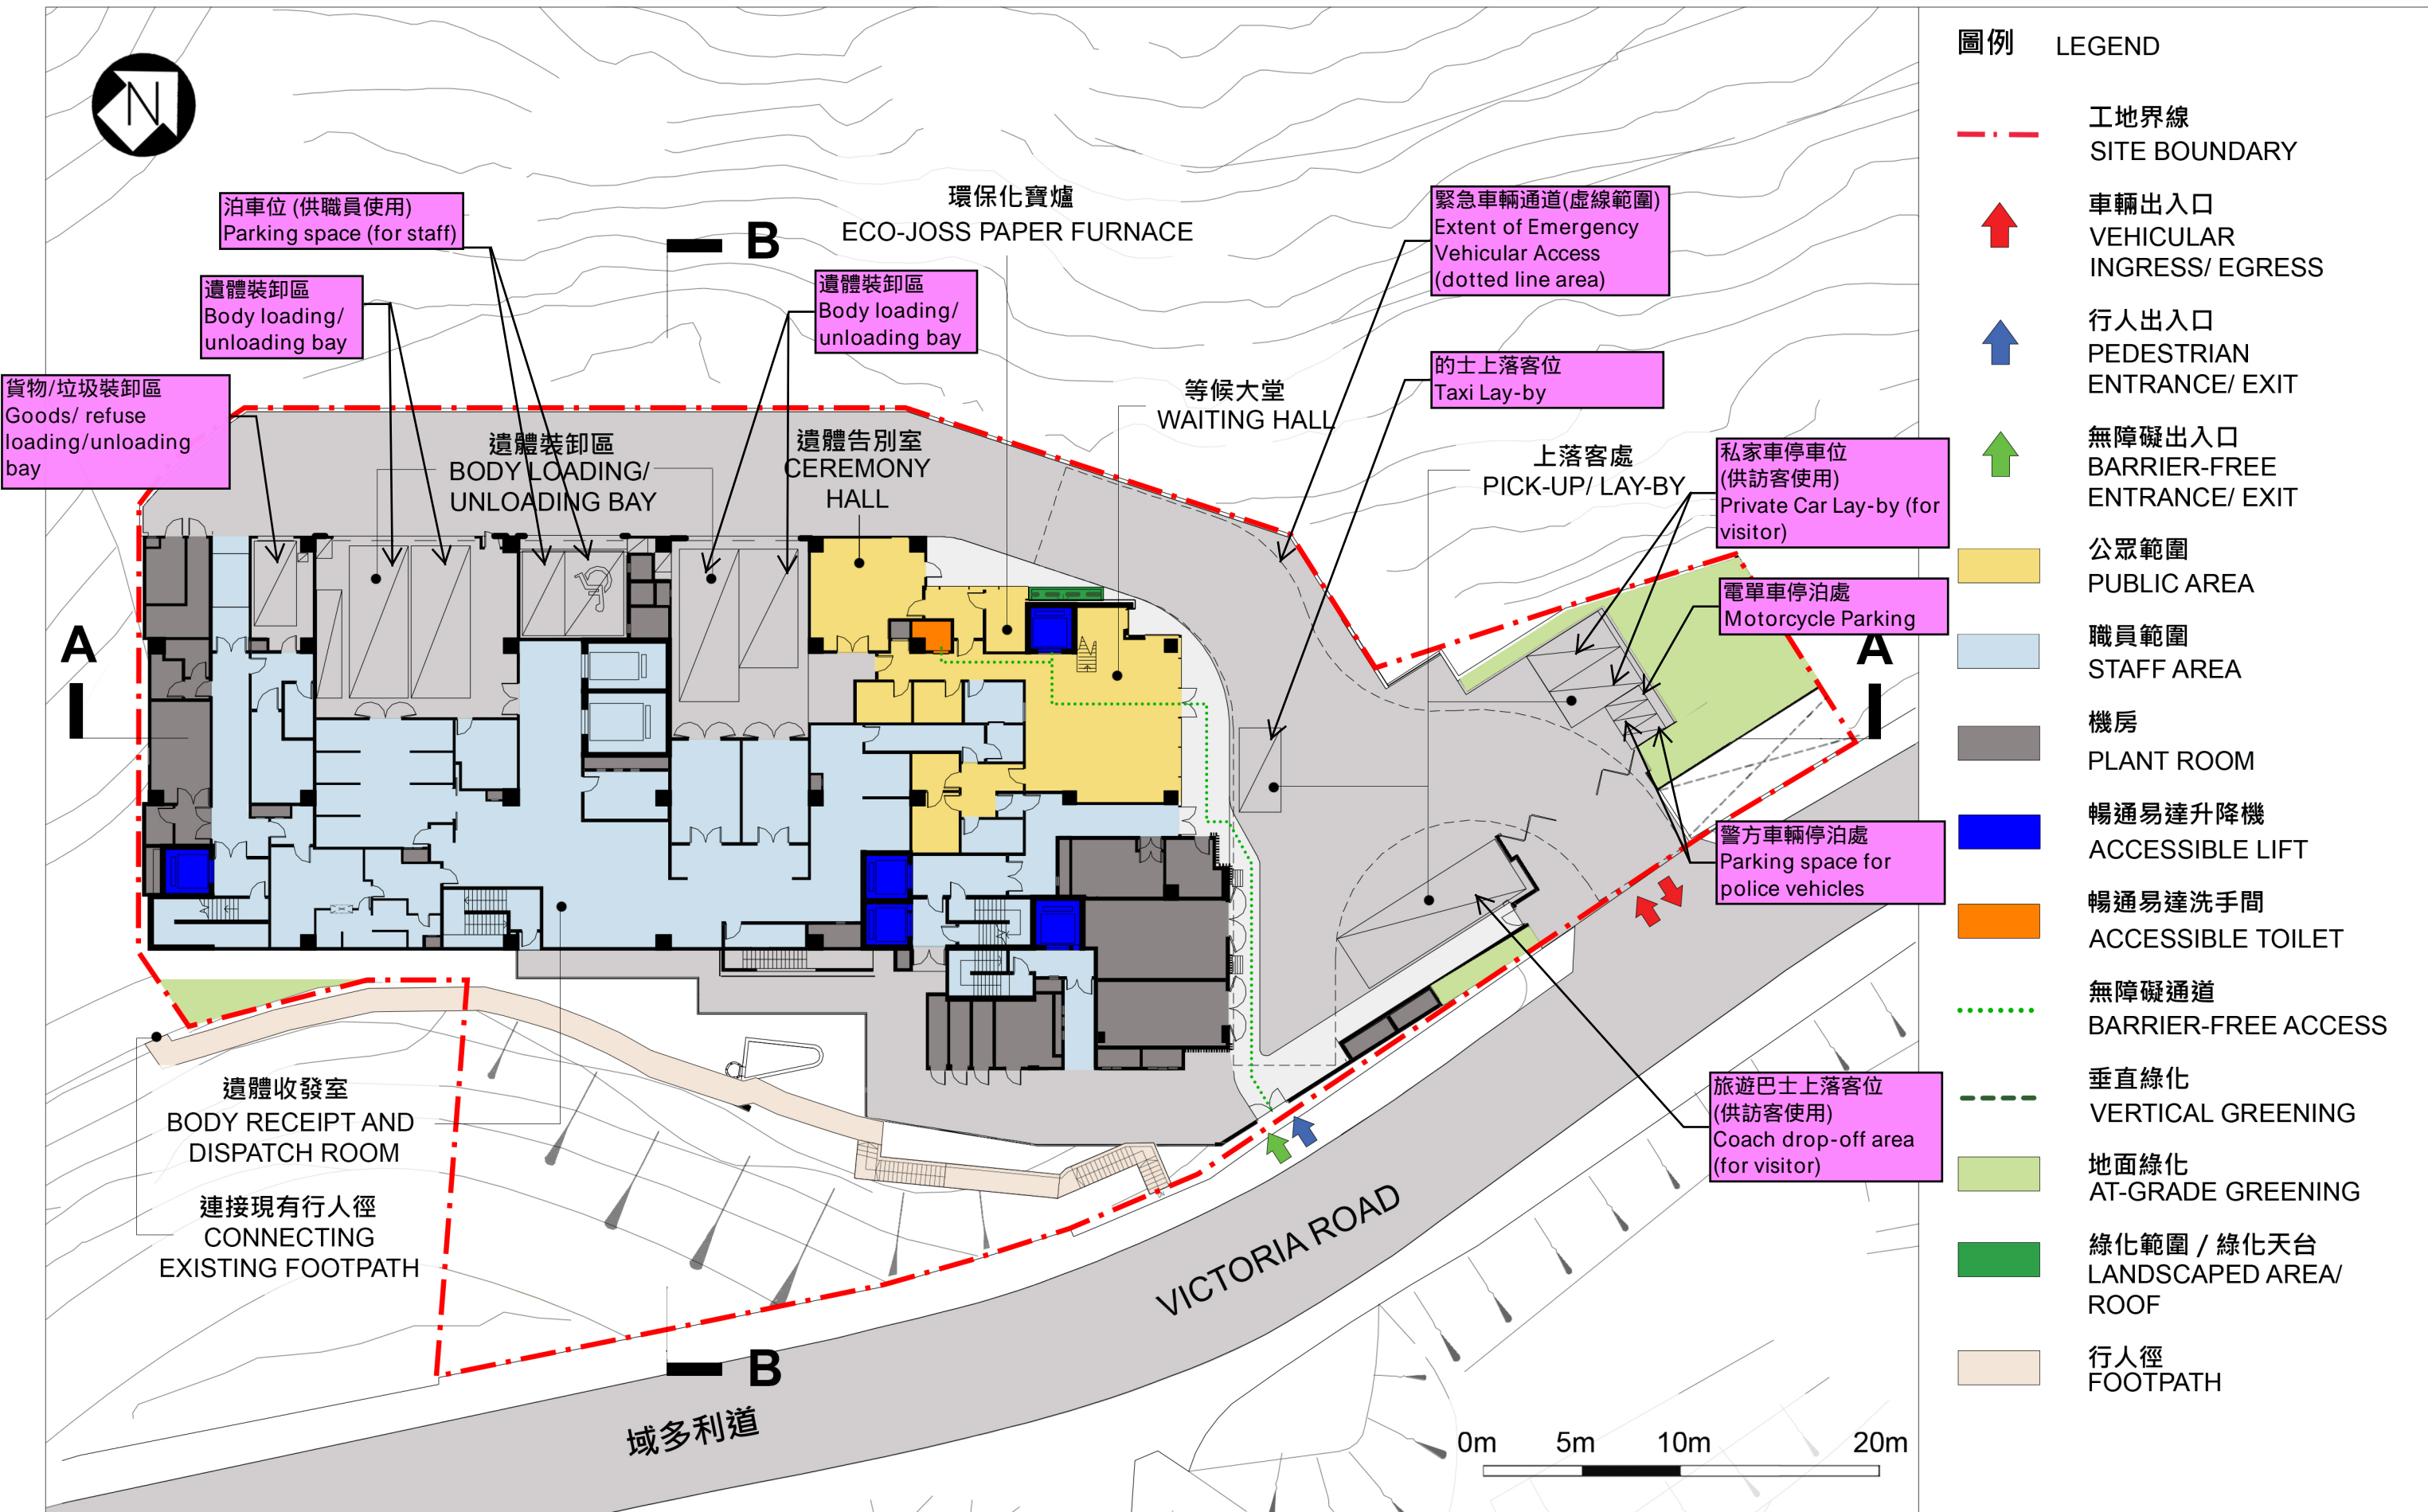 N
泊車位 (供職員使用)
Parking space (for staff)
遺體裝卸區
Body loading/
unloading bay
貨物/垃圾裝卸區
Goods/ refuse
loading/unloading
bay
B
環保化寶爐
ECO-JOSS PAPER FURNACE
遺體裝卸區
Body loading/
unloading bay
緊急車輛通道(虛線範圍)
Extent of Emergency
Vehicular Access
(dotted line area)
的士上落客位
Taxi Lay-by
等候大堂
WAITING HALL
遺體裝卸區
BODY LOADING/
UNLOADING BAY
遺體告別室
CEREMONY
HALL
上落客處
PICK-UP/ LAY-BY
私家車停車位
(供訪客使用)
Private Car Lay-by (for
visitor)
電單車停泊處
Motorcycle Parking
A
A
警方車輛停泊處
Parking space for
police vehicles
旅遊巴士上落客位
(供訪客使用)
Coach drop-off area
(for visitor)
遺體收發室
BODY RECEIPT AND
DISPATCH ROOM
連接現有行人徑
CONNECTING
EXISTING FOOTPATH
B
VICTORIA ROAD
域多利道
0m 5m 10m 20m
圖例 LEGEND
工地界線
SITE BOUNDARY
車輛出入口
VEHICULAR
INGRESS/ EGRESS
行人出入口
PEDESTRIAN
ENTRANCE/ EXIT
無障礙出入口
BARRIER-FREE
ENTRANCE/ EXIT
公眾範圍
PUBLIC AREA
職員範圍
STAFF AREA
機房
PLANT ROOM
暢通易達升降機
ACCESSIBLE LIFT
暢通易達洗手間
ACCESSIBLE TOILET
無障礙通道
BARRIER-FREE ACCESS
垂直綠化
VERTICAL GREENING
地面綠化
AT-GRADE GREENING
綠化範圍 / 綠化天台
LANDSCAPED AREA/
ROOF
行人徑
FOOTPATH